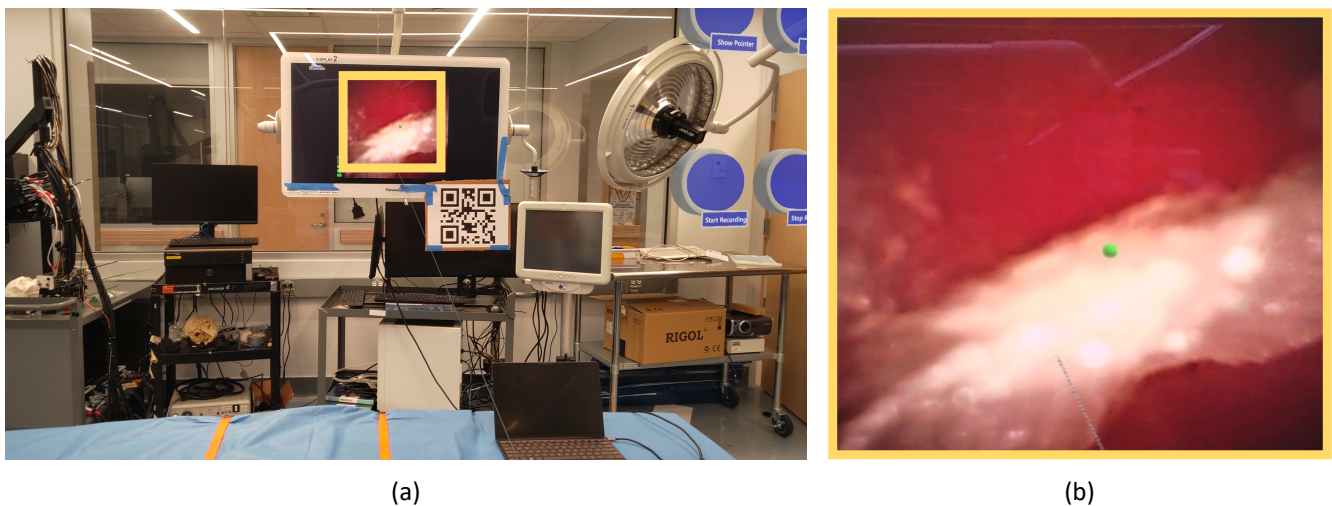 DISPLAY 2
Show Pointer
Start Recording
Stop R
RIGOL
(a)
(b)